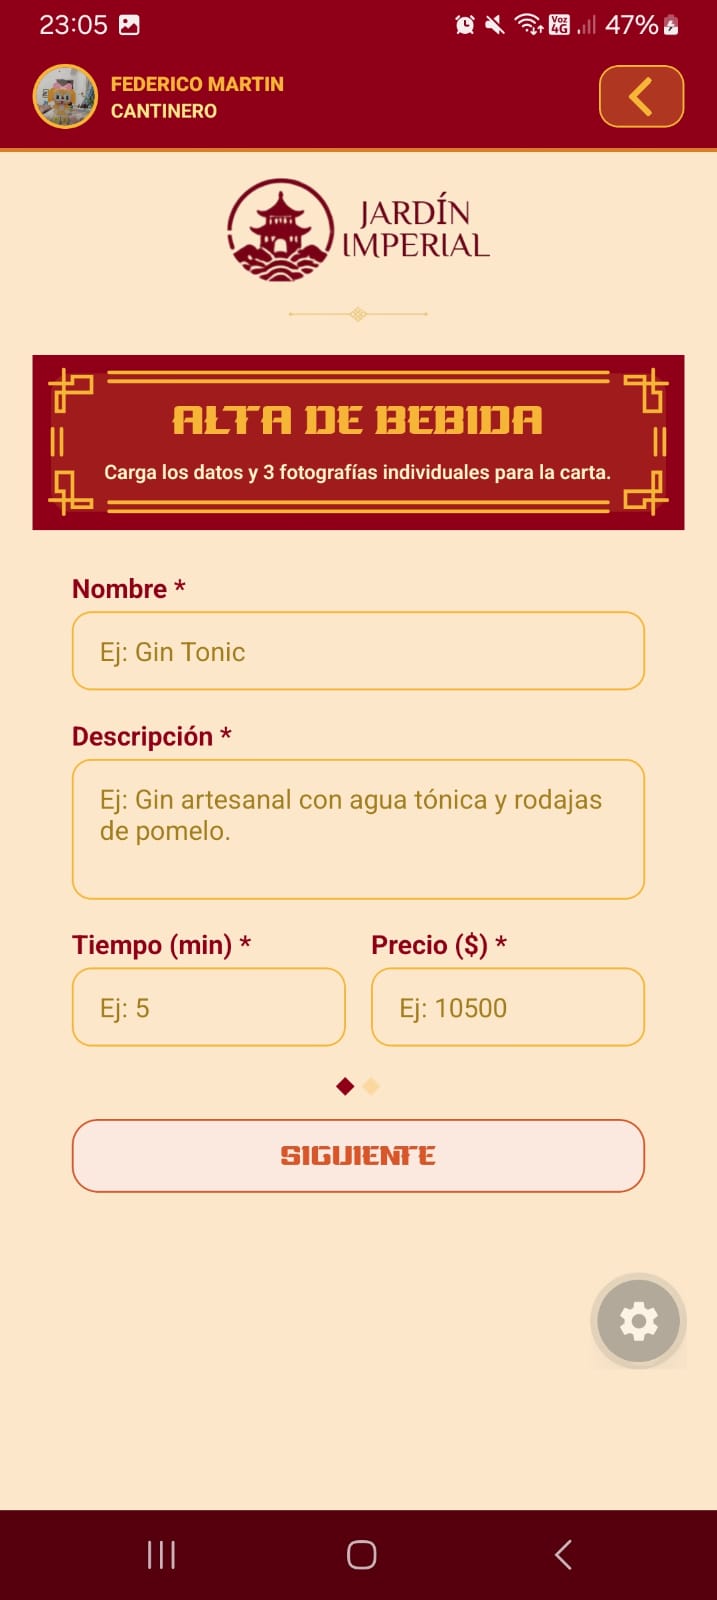 23:05
Voz 4G 47%
FEDERICO MARTIN
CANTINERO
JARDÍN
IMPERIAL
ALTA DE BEBIDA
Carga los datos y 3 fotografías individuales para la carta.
Nombre *
Ej: Gin Tonic
Descripción *
Ej: Gin artesanal con agua tónica y rodajas
de pomelo.
Tiempo (min) * Precio ($) *
Ej: 5 Ej: 10500
SIGUIENTE